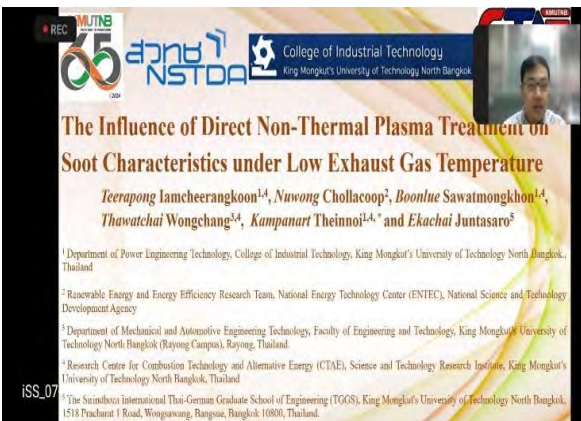 REC
KMUTNB
65
2024
สวทช
NSTDA
College of Industrial Technology
King Mongkut's University of Technology North Bangkok
KMUTNB
The Influence of Direct Non-Thermal Plasma Treatment on
Soot Characteristics under Low Exhaust Gas Temperature
Teerapong Iamcheerangkoon1,4, Nuwong Chollacoop2, Boonlue Sawatmongkhon1,4,
Thawatchai Wongchang3,4, Kampanart Theinnoi1,4, * and Ekachai Juntasaro5
1 Department of Power Engineering Technology, College of Industrial Technology, King Mongkut's University of Technology North Bangkok.,
Thailand
2 Renewable Energy and Energy Efficiency Research Team, National Energy Technology Center (ENTEC), National Science and Technology
Development Agency
3 Department of Mechanical and Automotive Engineering Technology, Faculty of Engineering and Technology, King Mongkut's University of
Technology North Bangkok (Rayong Campus), Rayong, Thailand.
4 Research Centre for Combustion Technology and Alternative Energy (CTAE), Science and Technology Research Institute, King Mongkut's
University of Technology North Bangkok, Thailand
5 The Sirindhorn International Thai-German Graduate School of Engineering (TGGS), King Mongkut's University of Technology North Bangkok,
1518 Pracharat 1 Road, Wongsawang, Bangsue, Bangkok 10800, Thailand.
iSS_07